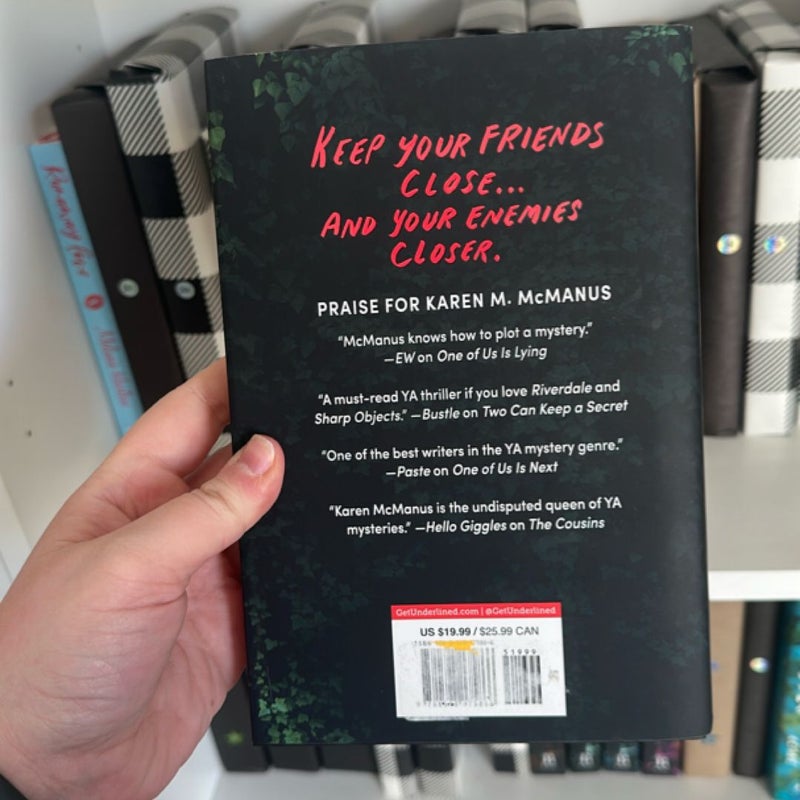 KEEP YOUR FRIENDS
CLOSE...
AND YOUR ENEMIES
CLOSER.
PRAISE FOR KAREN M. McMANUS
“McManus knows how to plot a mystery.”
—EW on One of Us Is Lying
“A must-read YA thriller if you love Riverdale and
Sharp Objects.” —Bustle on Two Can Keep a Secret
“One of the best writers in the YA mystery genre.”
—Paste on One of Us Is Next
“Karen McManus is the undisputed queen of YA
mysteries.” —Hello Giggles on The Cousins
GetUnderlined.com | @GetUnderlined
US $19.99 / $25.99 CAN
51999